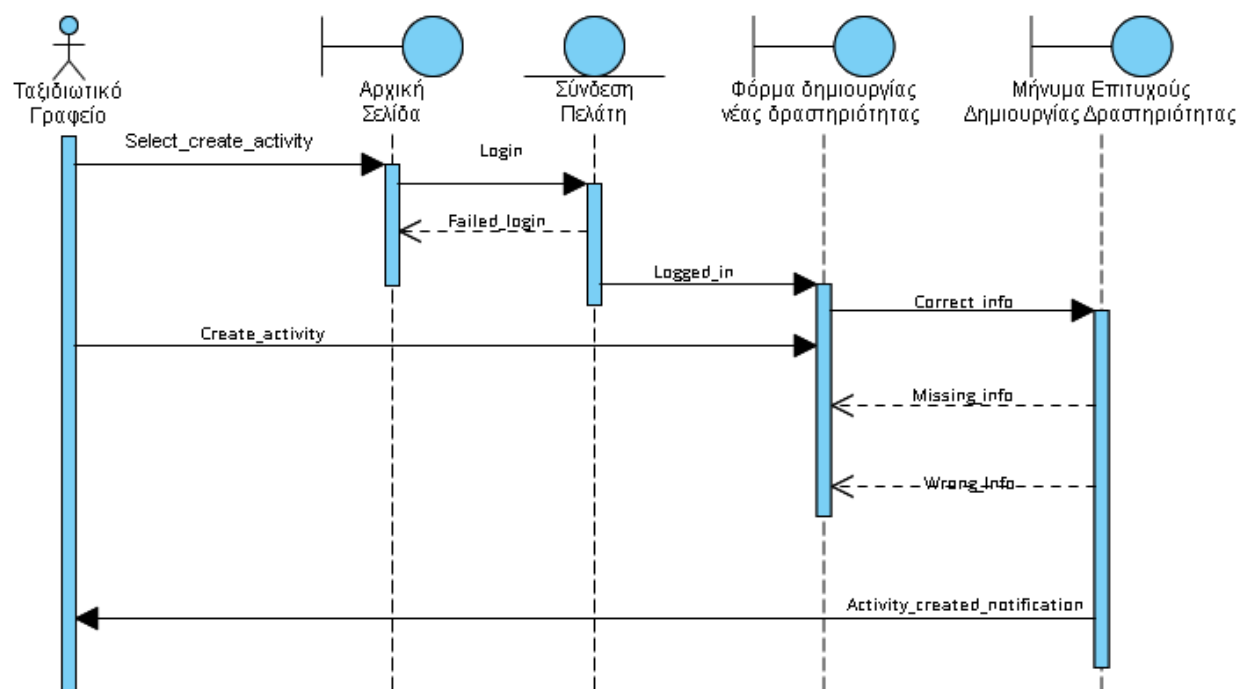 Ταξιδιωτικό
Γραφείο
Αρχική
Σελίδα
Σύνδεση
Πελάτη
Φόρμα δημιουργίας
νέας δραστηριότητας
Μήνυμα Επιτυχούς
Δημιουργίας Δραστηριότητας
Select_create_activity
Login
Failed_login
Logged_in
Correct_info
Create_activity
Missing_info
Wrong_Info
Activity_created_notification